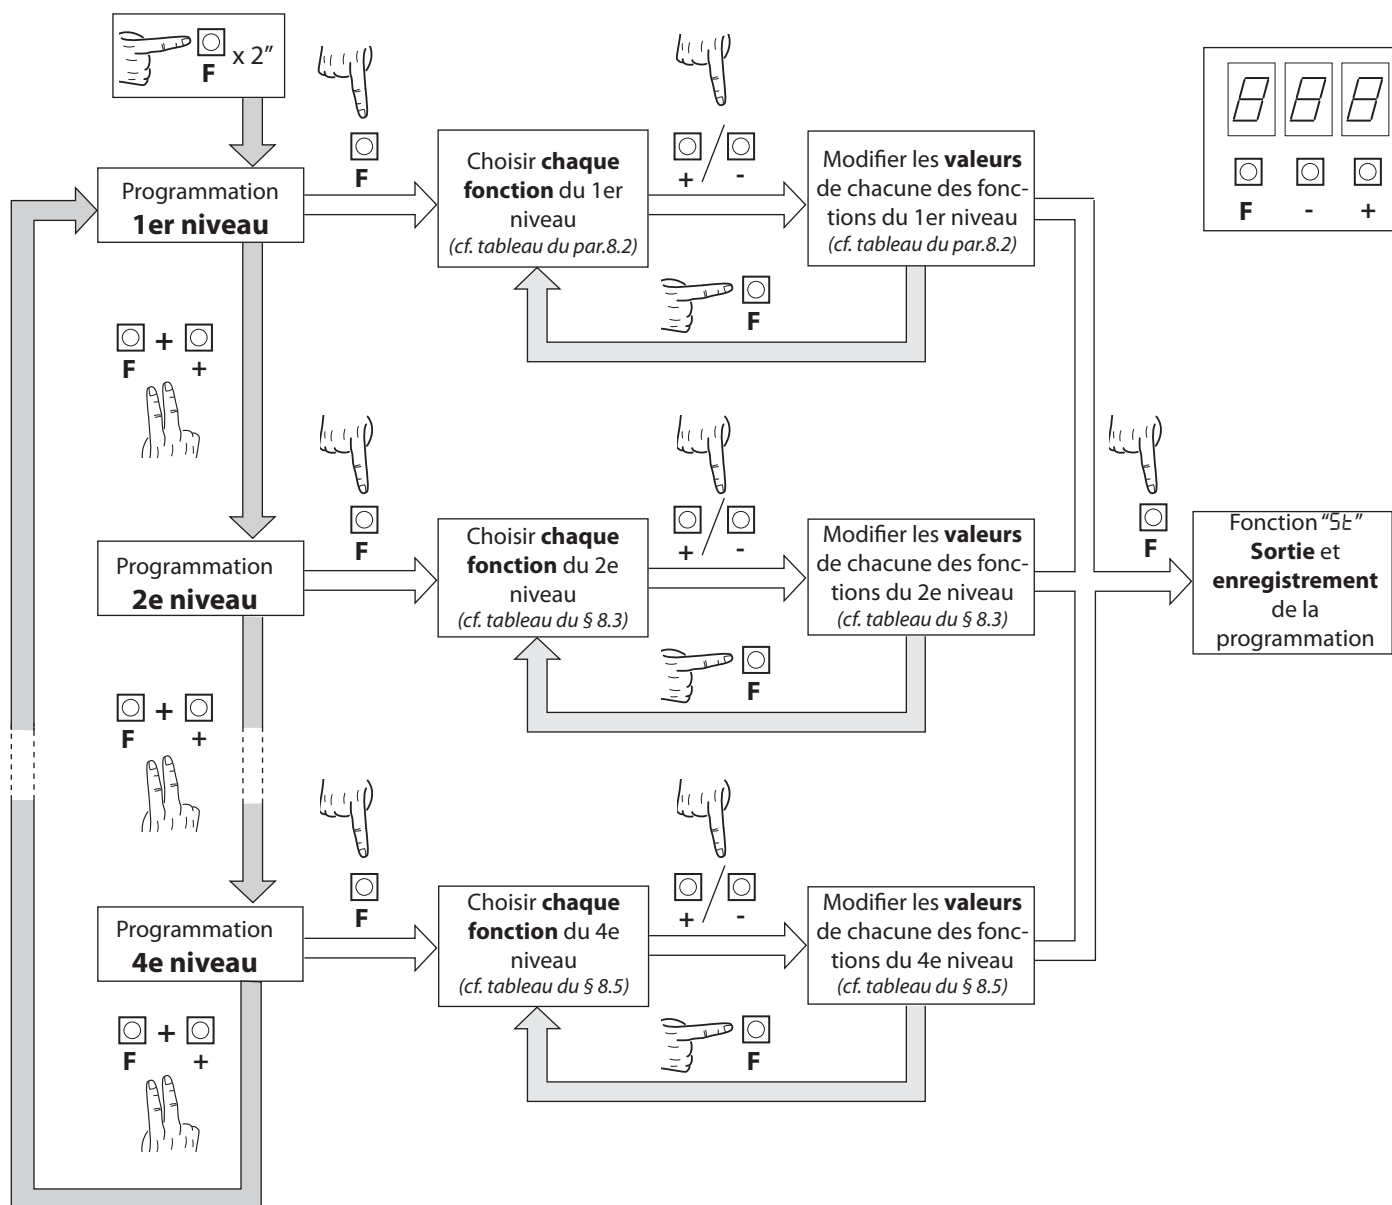 F x 2”
F
+ / -
F - +
Programmation
1er niveau
Choisir chaque
fonction du 1er
niveau
(cf. tableau du par.8.2)
Modifier les valeurs
de chacune des fonc-
tions du 1er niveau
(cf. tableau du par.8.2)
F
F + +
F
+ / -
Programmation
2e niveau
Choisir chaque
fonction du 2e
niveau
(cf. tableau du § 8.3)
Modifier les valeurs
de chacune des fonc-
tions du 2e niveau
(cf. tableau du § 8.3)
F
F
Fonction “St”
Sortie et
enregistrement
de la
programmation
F + +
F
+ / -
Programmation
4e niveau
Choisir chaque
fonction du 4e
niveau
(cf. tableau du § 8.5)
Modifier les valeurs
de chacune des fonc-
tions du 4e niveau
(cf. tableau du § 8.5)
F
F + +